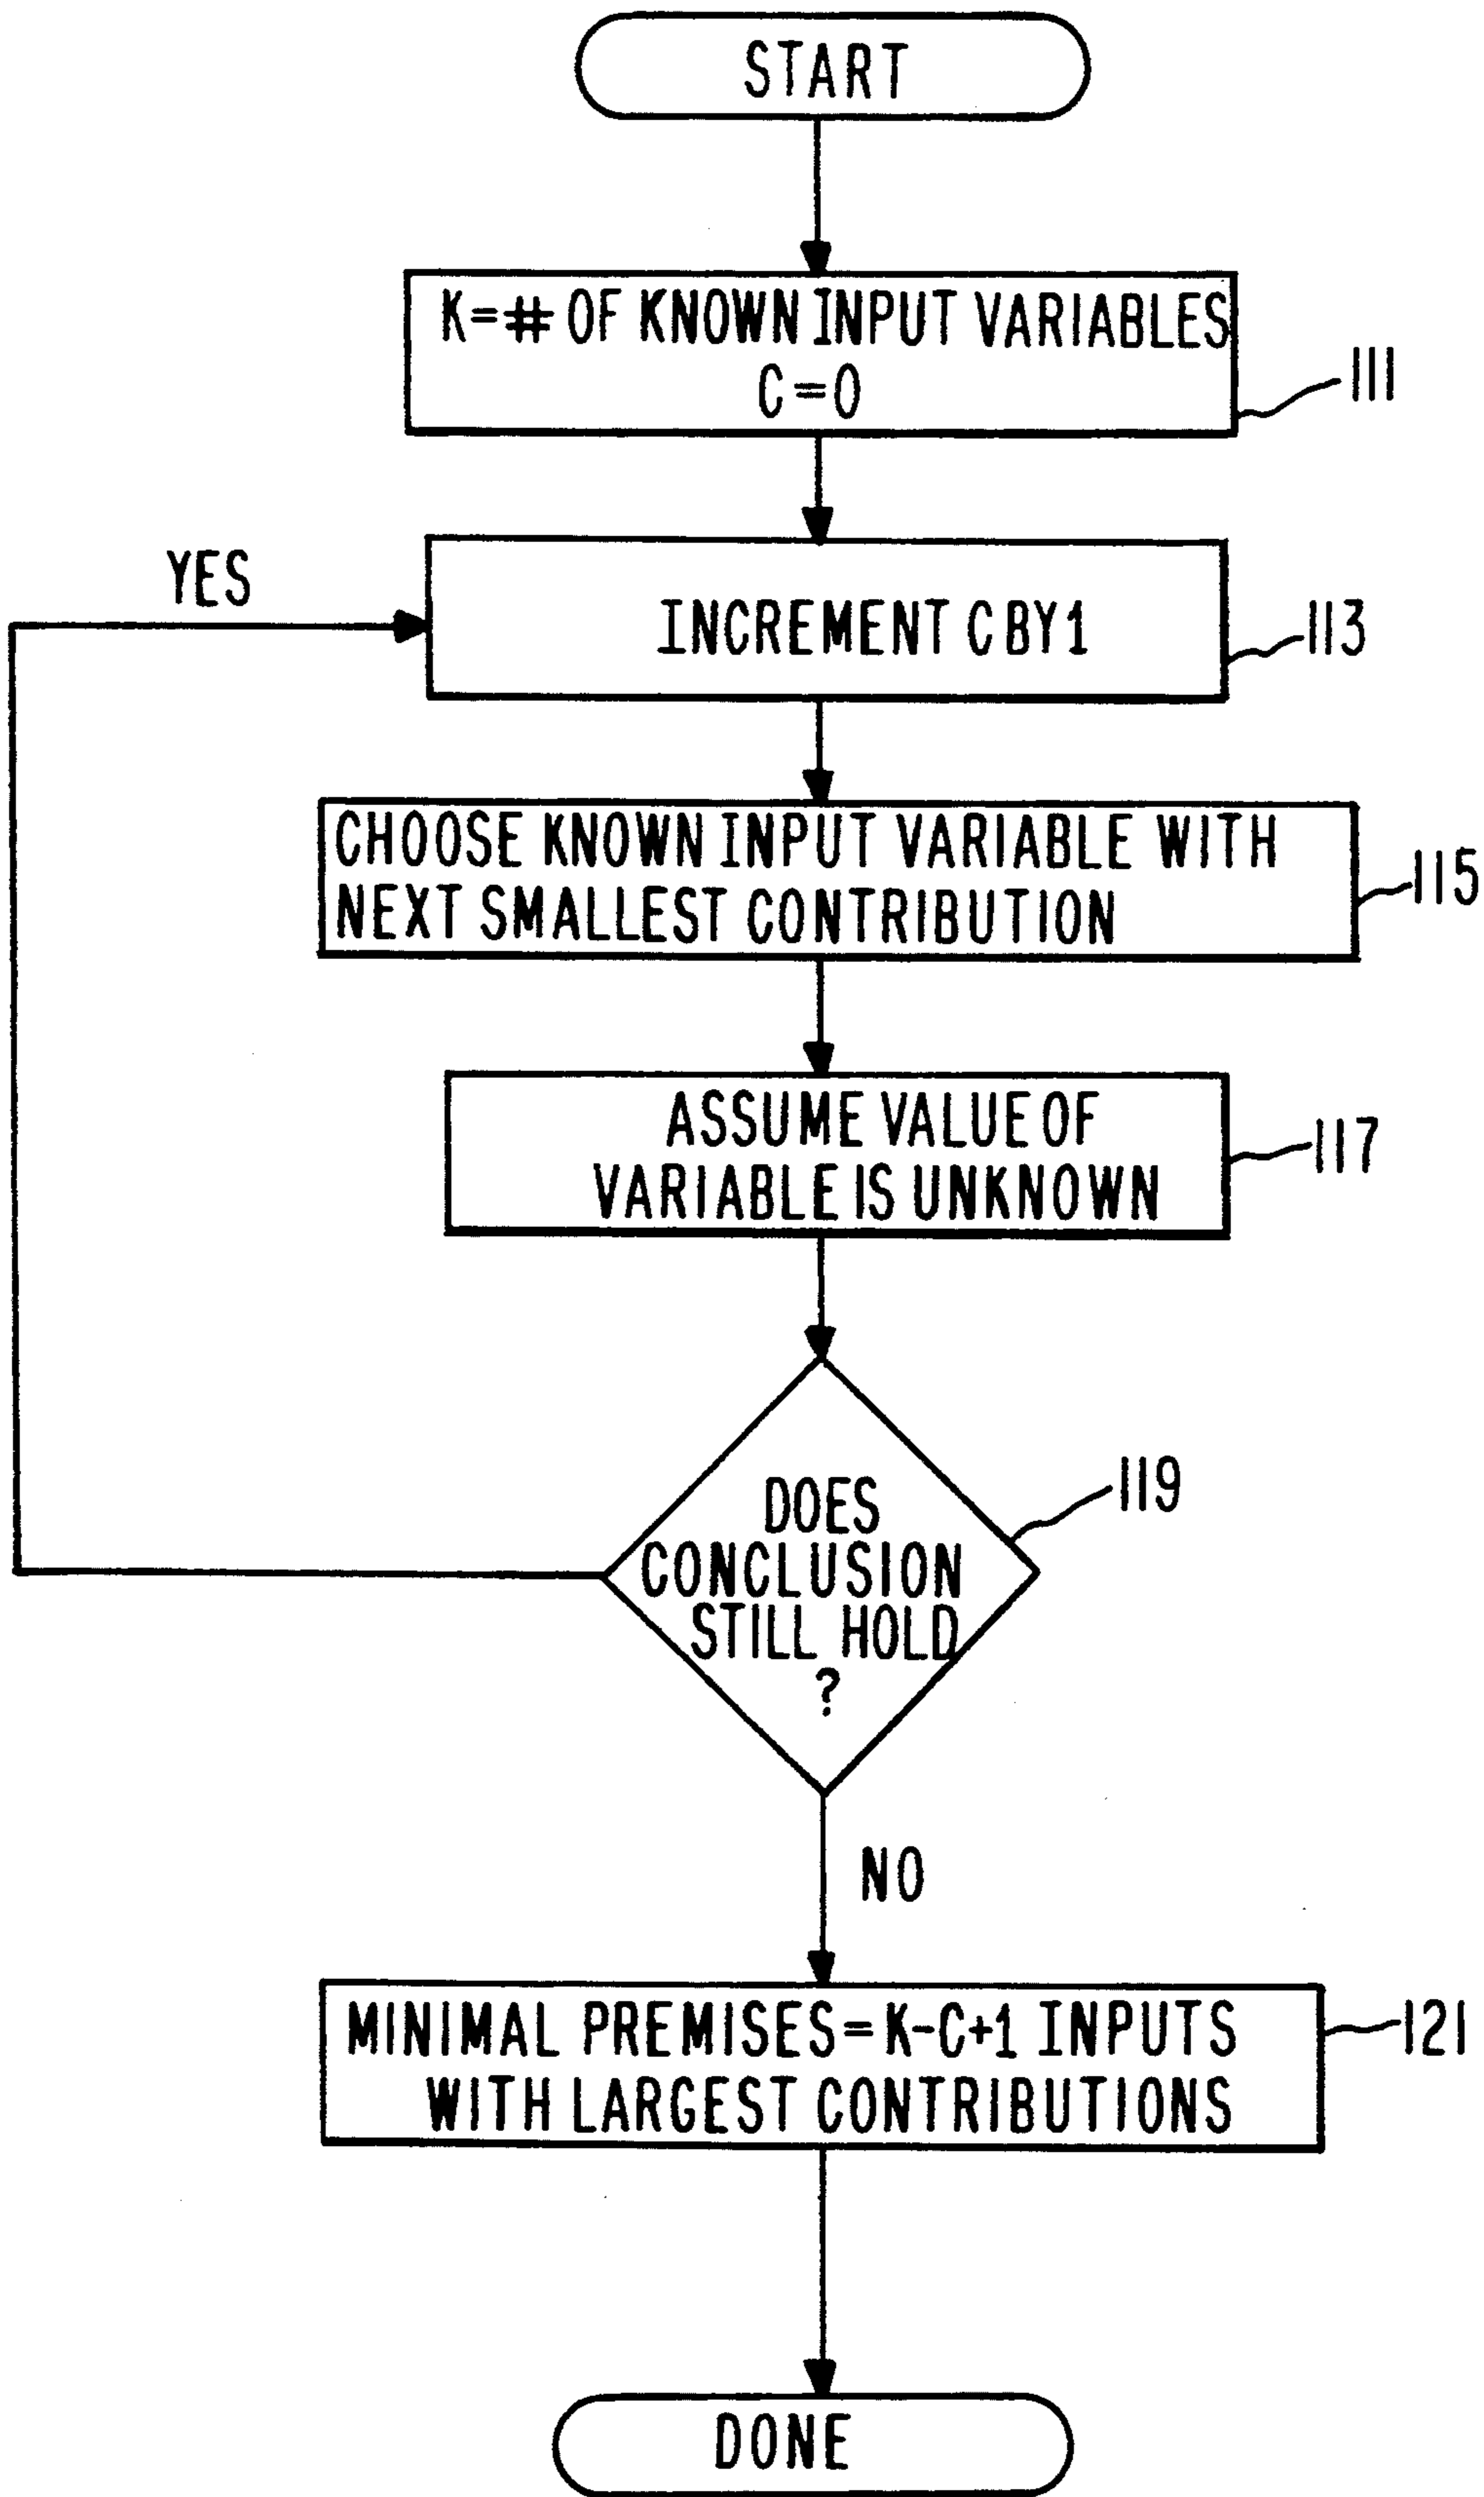 START
K=# OF KNOWN INPUT VARIABLES
C=0
111
YES
INCREMENT C BY 1
113
CHOOSE KNOWN INPUT VARIABLE WITH
NEXT SMALLEST CONTRIBUTION
115
ASSUME VALUE OF
VARIABLE IS UNKNOWN
117
DOES
CONCLUSION
STILL HOLD
?
119
NO
MINIMAL PREMISES=K-C+1 INPUTS
WITH LARGEST CONTRIBUTIONS
121
DONE